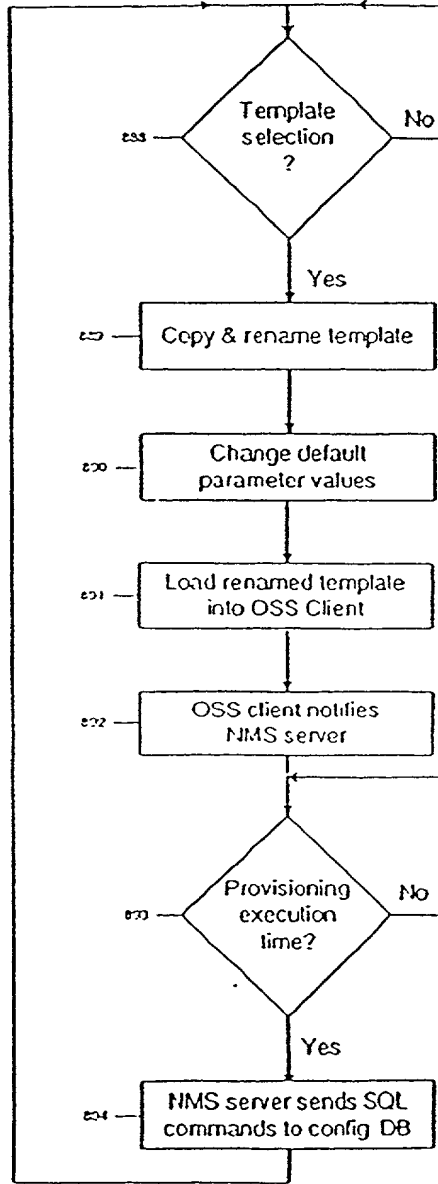 Template
selection
?
No
Yes
Copy & rename template
Change default
parameter values
Load renamed template
into OSS Client
OSS client notifies
NMS server
Provisioning
execution
time?
No
Yes
NMS server sends SQL
commands to config DB